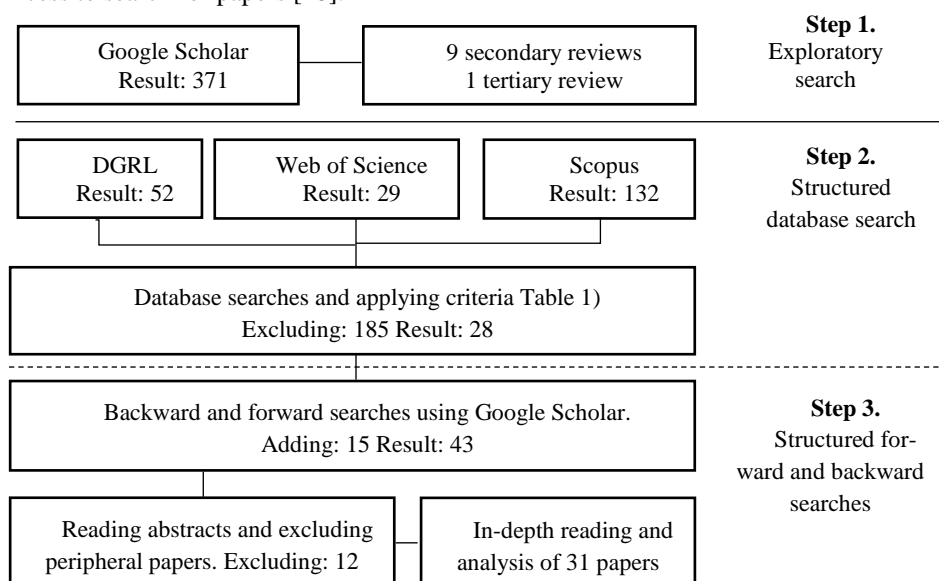 Google Scholar
Result: 371
9 secondary reviews
1 tertiary review
Step 1.
Exploratory
search
DGRL
Result: 52
Web of Science
Result: 29
Scopus
Result: 132
Step 2.
Structured
database search
Database searches and applying criteria Table 1)
Excluding: 185 Result: 28
Backward and forward searches using Google Scholar.
Adding: 15 Result: 43
Step 3.
Structured for-
ward and backward
searches
Reading abstracts and excluding
peripheral papers. Excluding: 12
In-depth reading and
analysis of 31 papers